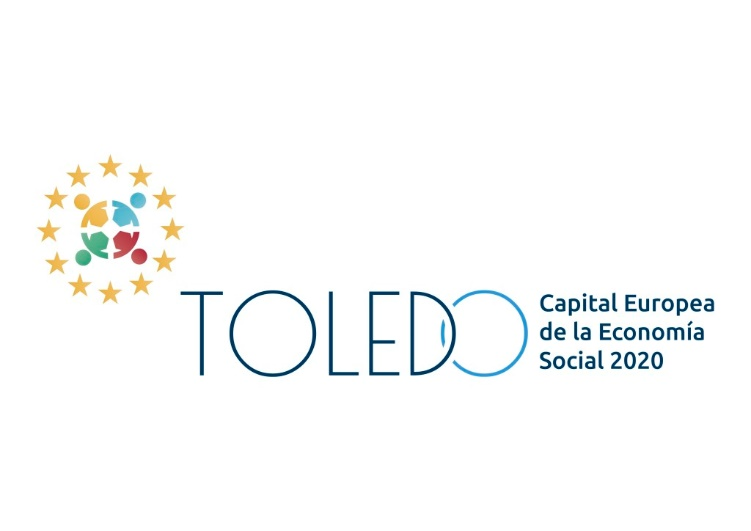 TOLEDO
Capital Europea
de la Economía
Social 2020